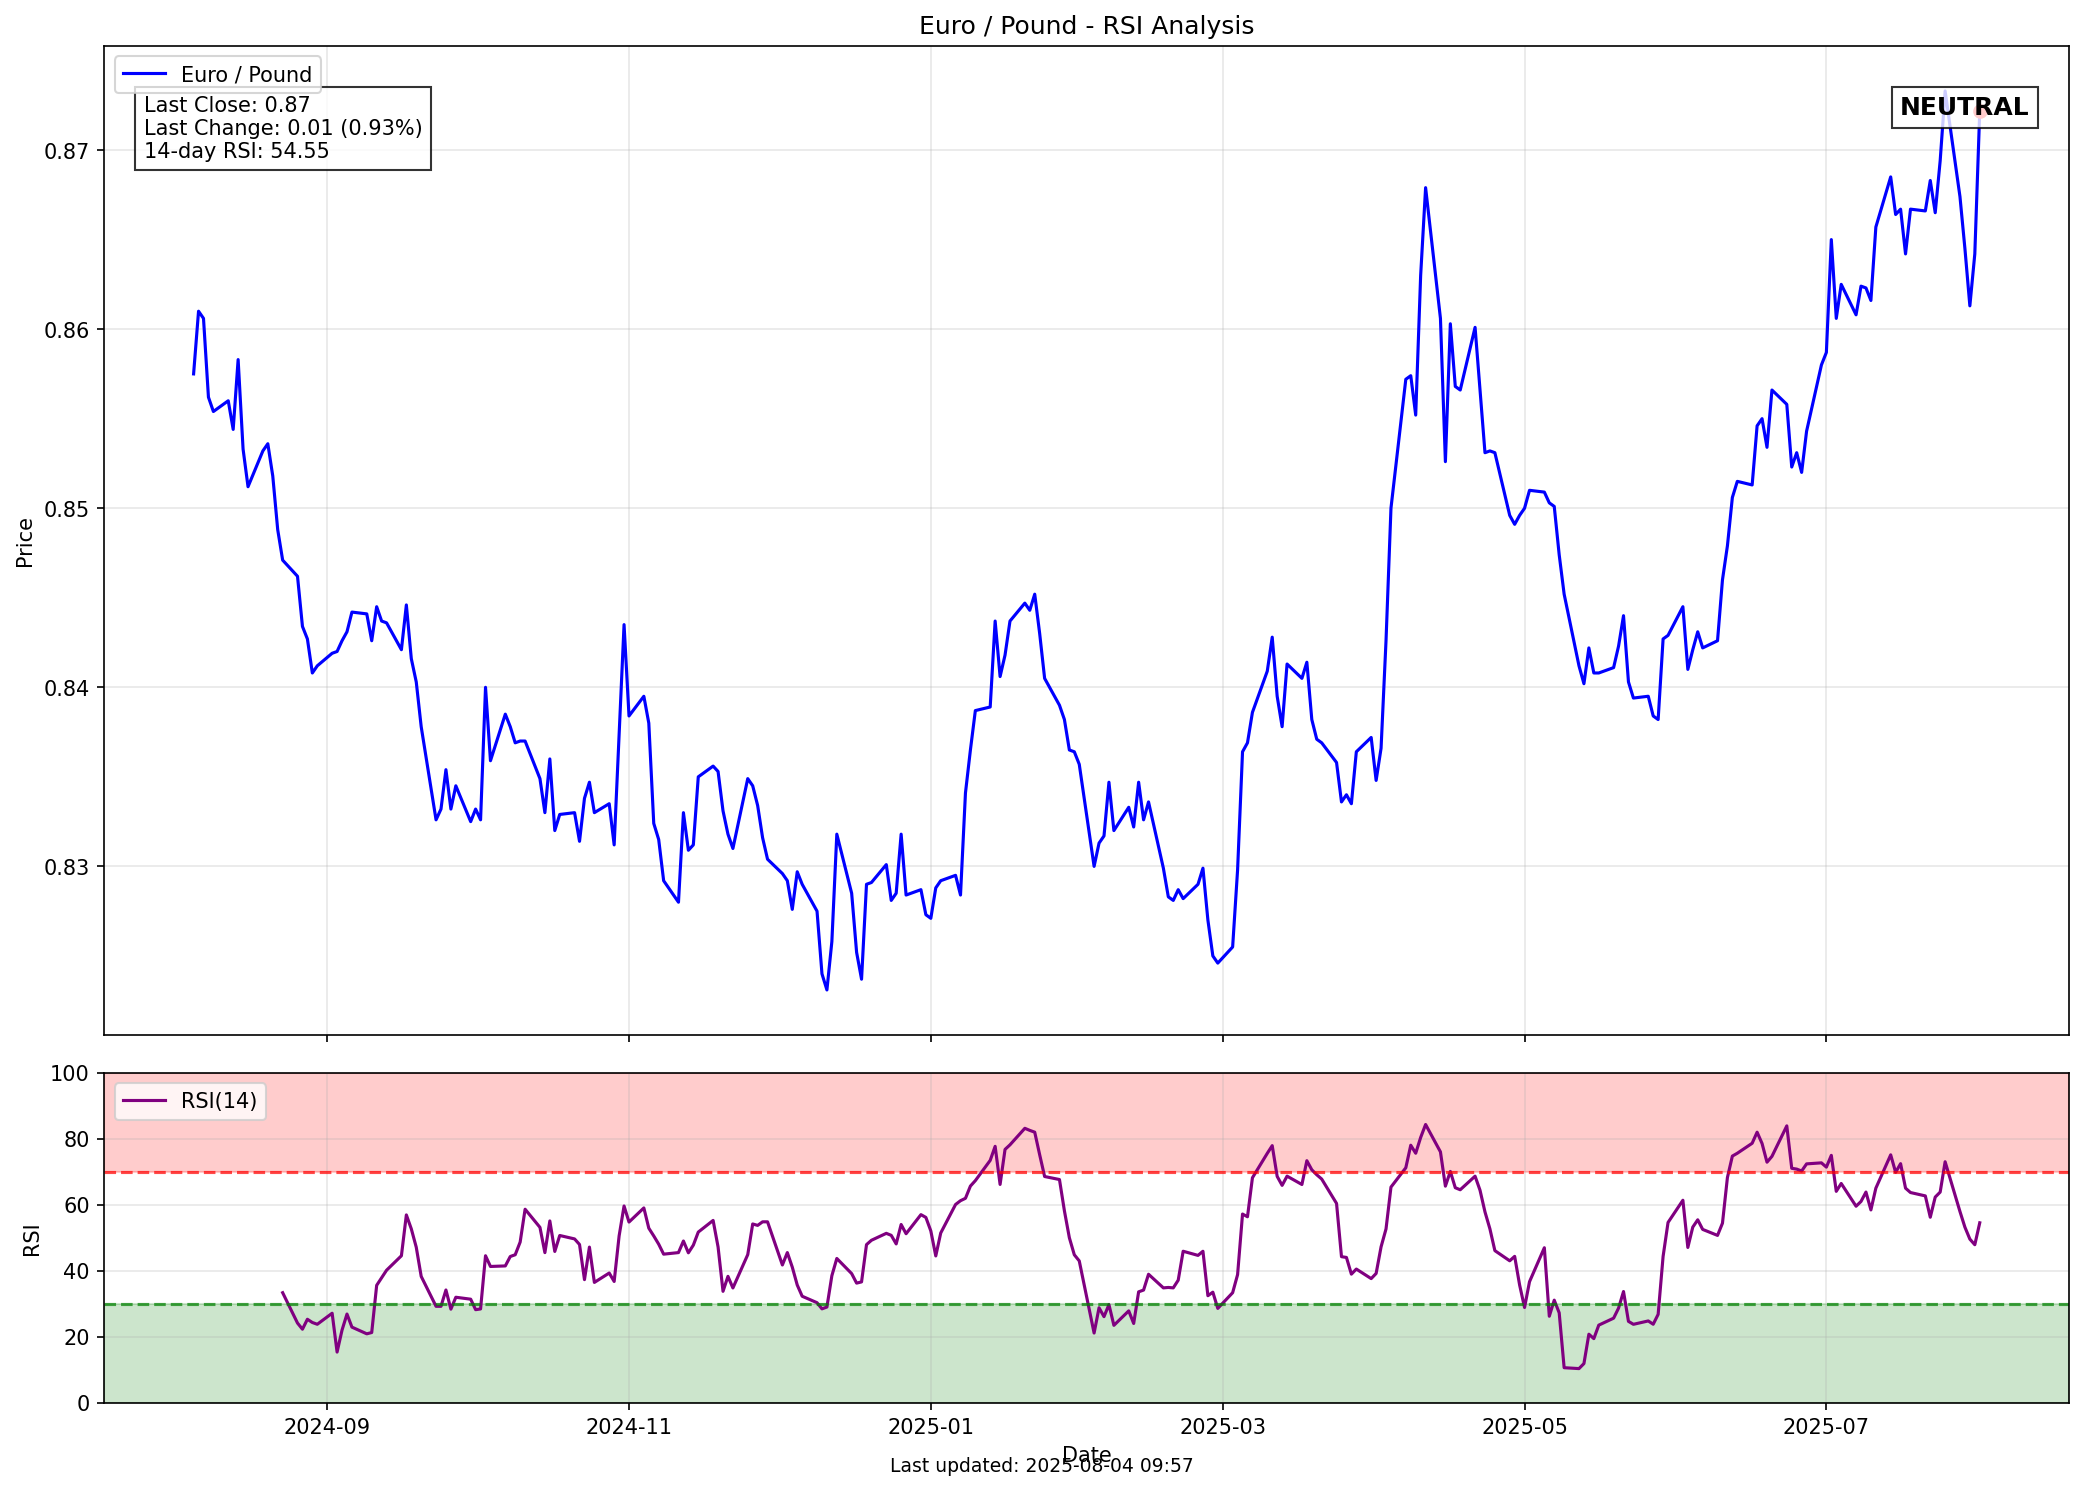 Euro / Pound - RSI Analysis
Euro / Pound
Last Close: 0.87
Last Change: 0.01 (0.93%)
14-day RSI: 54.55
NEUTRAL
Price
0.87
0.86
0.85
0.84
0.83
RSI(14)
RSI
100
80
60
40
20
0
2024-09
2024-11
2025-01
2025-03
2025-05
2025-07
Date
Last updated: 2025-08-04 09:57